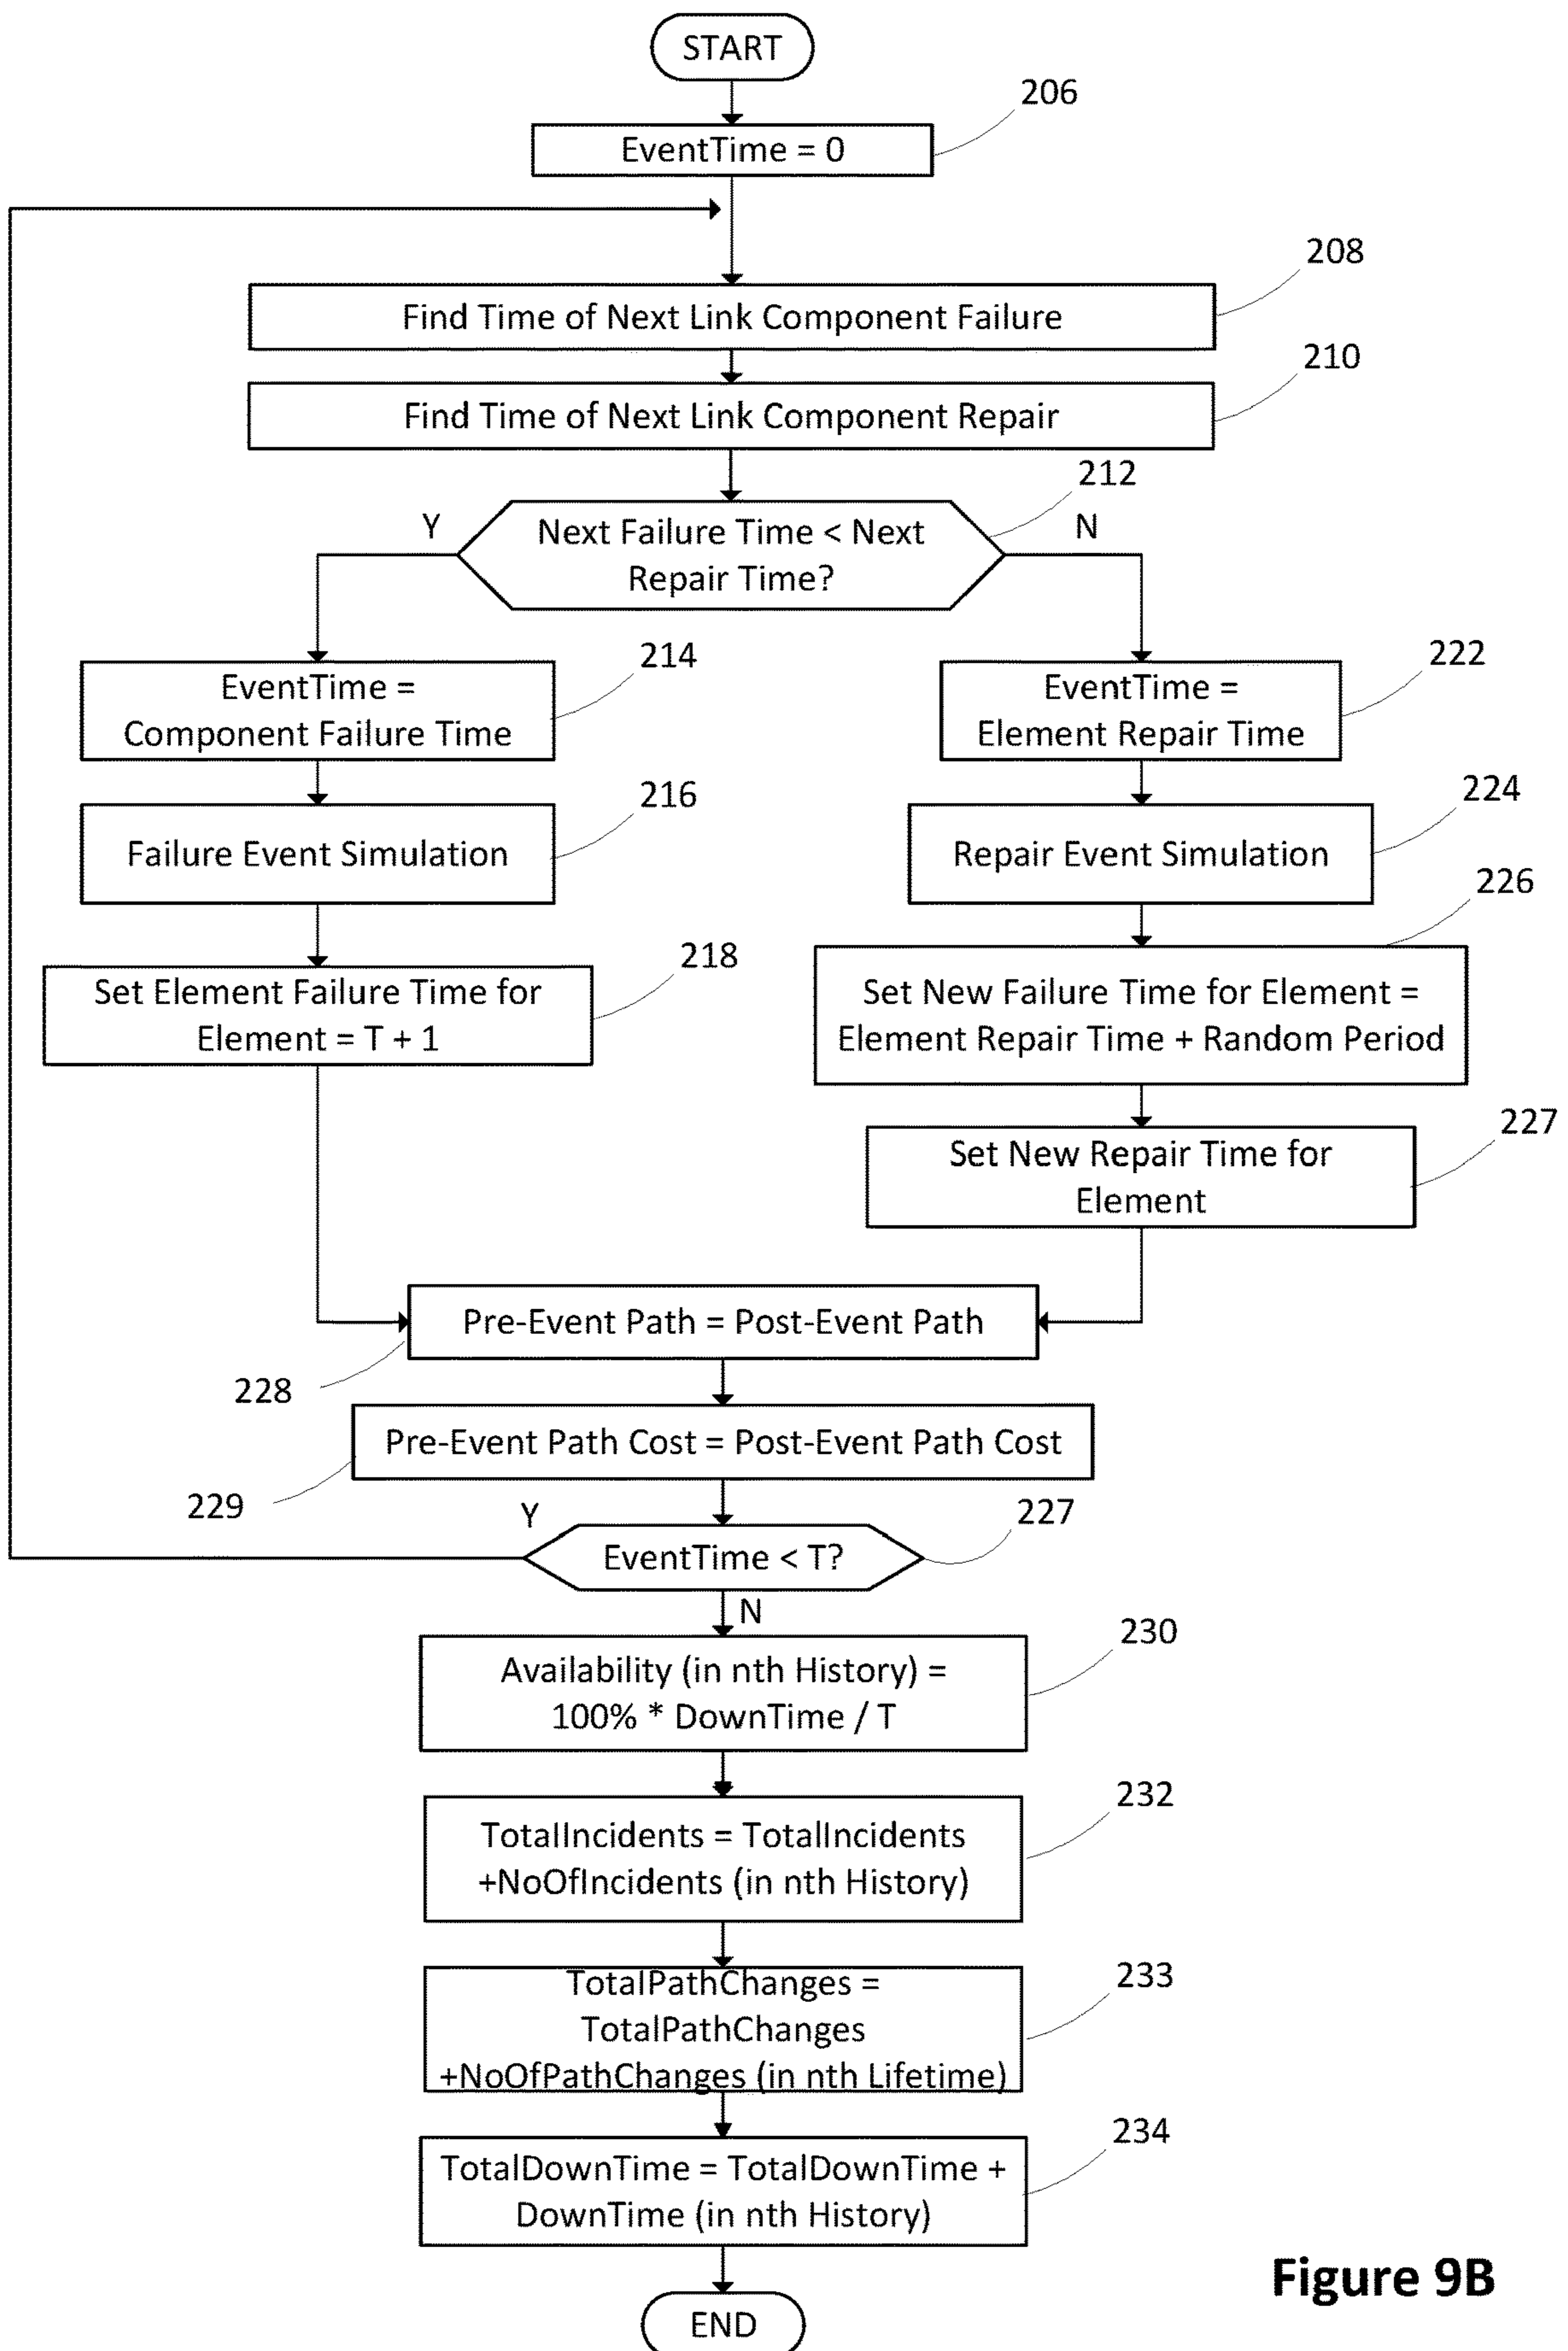 START
206
EventTime = 0
208
Find Time of Next Link Component Failure
210
Find Time of Next Link Component Repair
212
Y
Next Failure Time < Next
Repair Time?
N
214
EventTime =
Component Failure Time
222
EventTime =
Element Repair Time
216
Failure Event Simulation
224
Repair Event Simulation
226
218
Set Element Failure Time for
Element = T + 1
Set New Failure Time for Element =
Element Repair Time + Random Period
227
Set New Repair Time for
Element
Pre-Event Path = Post-Event Path
228
Pre-Event Path Cost = Post-Event Path Cost
229
Y
227
EventTime < T?
N
230
Availability (in nth History) =
100% * DownTime / T
232
TotalIncidents = TotalIncidents
+NoOfIncidents (in nth History)
233
TotalPathChanges =
TotalPathChanges
+NoOfPathChanges (in nth Lifetime)
234
TotalDownTime = TotalDownTime +
DownTime (in nth History)
Figure 9B
END